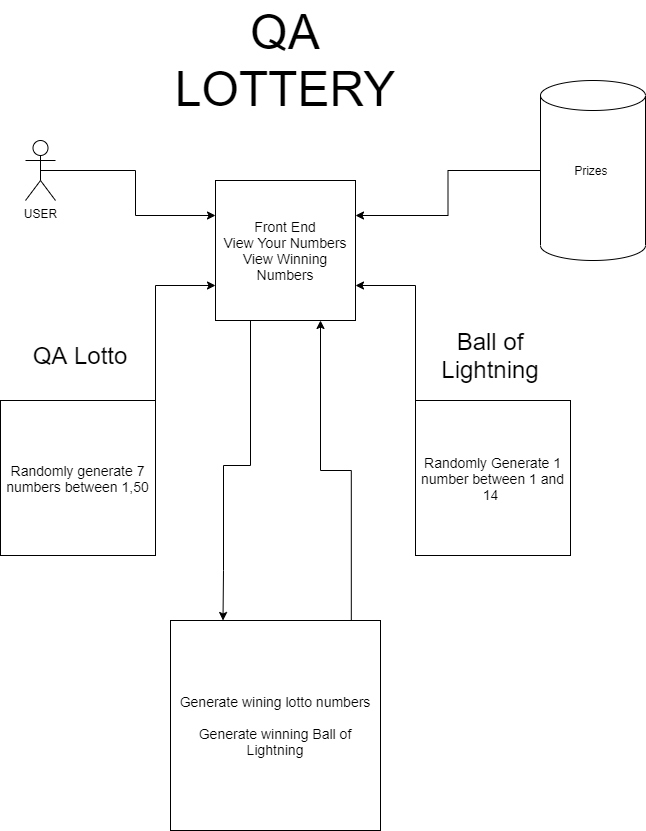 QA
LOTTERY
Prizes
USER
Front End
View Your Numbers
View Winning
Numbers
QA Lotto
Ball of
Lightning
Randomly generate 7
numbers between 1,50
Randomly Generate 1
number between 1 and
14
Generate wining lotto numbers
Generate winning Ball of
Lightning